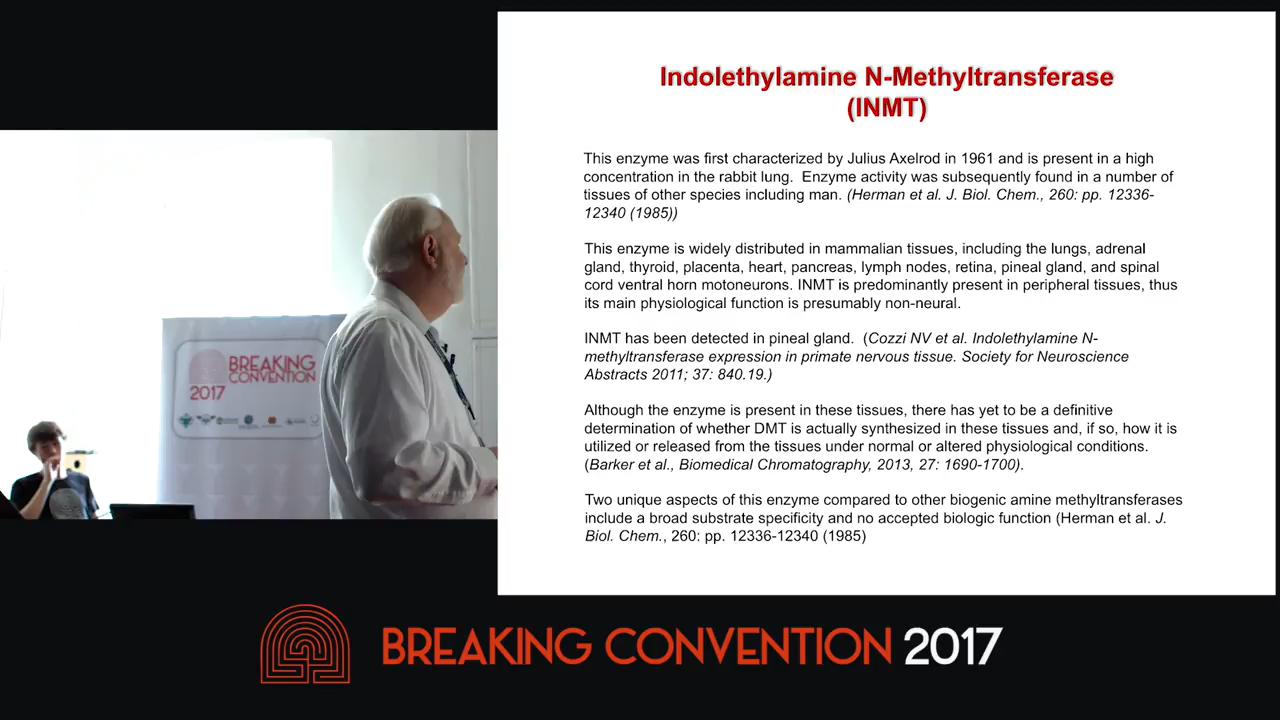 Indolethylamine N-Methyltransferase
(INMT)
This enzyme was first characterized by Julius Axelrod in 1961 and is present in a high
concentration in the rabbit lung. Enzyme activity was subsequently found in a number of
tissues of other species including man. (Herman et al. J. Biol. Chem., 260: pp. 12336-
12340 (1985))
This enzyme is widely distributed in mammalian tissues, including the lungs, adrenal
gland, thyroid, placenta, heart, pancreas, lymph nodes, retina, pineal gland, and spinal
cord ventral horn motoneurons. INMT is predominantly present in peripheral tissues, thus
its main physiological function is presumably non-neural.
INMT has been detected in pineal gland. (Cozzi NV et al. Indolethylamine N-
methyltransferase expression in primate nervous tissue. Society for Neuroscience
Abstracts 2011; 37: 840.19.)
Although the enzyme is present in these tissues, there has yet to be a definitive
determination of whether DMT is actually synthesized in these tissues and, if so, how it is
utilized or released from the tissues under normal or altered physiological conditions.
(Barker et al., Biomedical Chromatography, 2013, 27: 1690-1700).
Two unique aspects of this enzyme compared to other biogenic amine methyltransferases
include a broad substrate specificity and no accepted biologic function (Herman et al. J.
Biol. Chem., 260: pp. 12336-12340 (1985)
BREAKING
CONVENTION
2017
BREAKING CONVENTION 2017